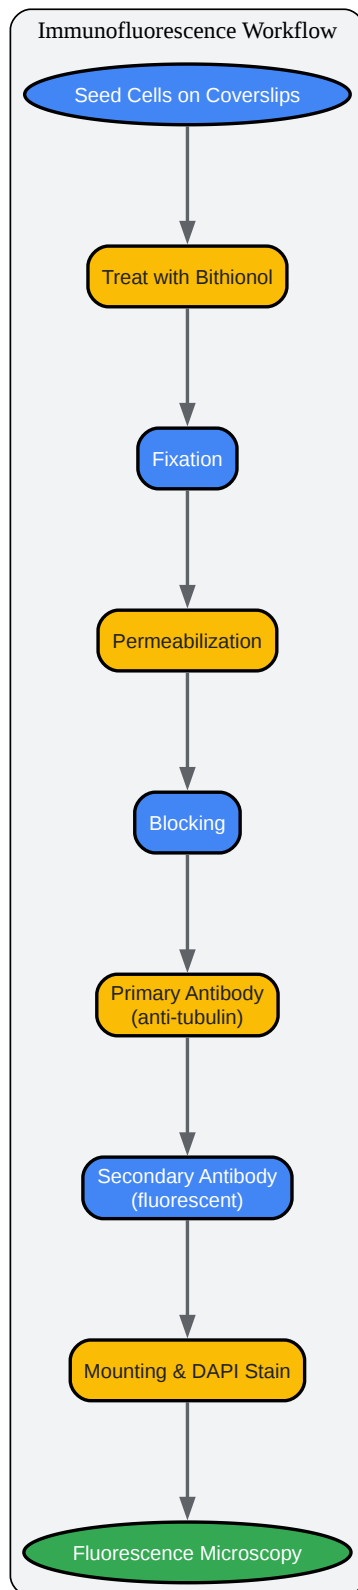 Immunofluorescence Workflow
Seed Cells on Coverslips
Treat with Bithionol
Fixation
Permeabilization
Blocking
Primary Antibody
(anti-tubulin)
Secondary Antibody
(fluorescent)
Mounting & DAPI Stain
Fluorescence Microscopy